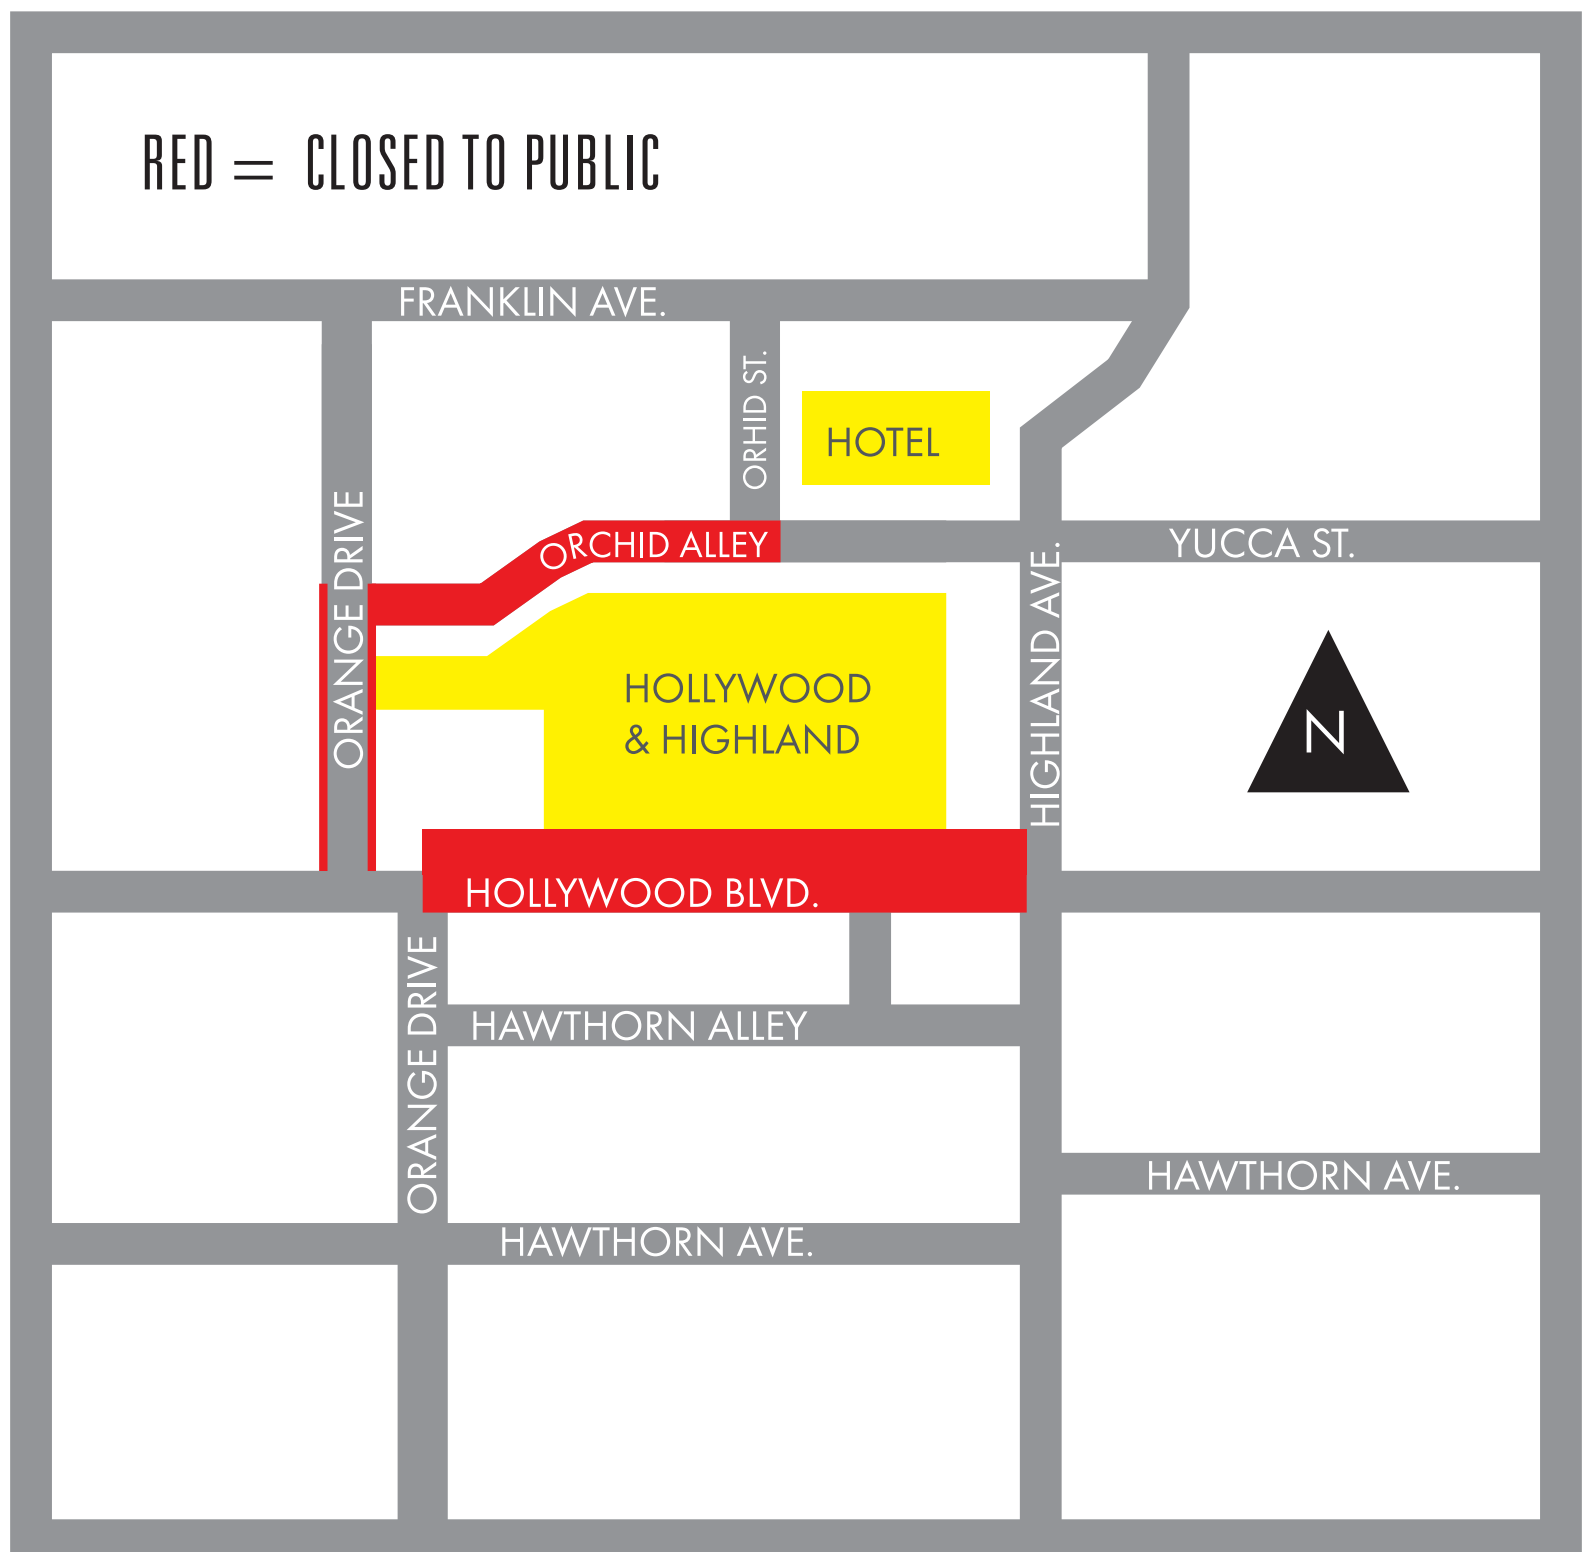 RED = CLOSED TO PUBLIC
FRANKLIN AVE.
ORHID ST.
HOTEL
ORANGE DRIVE
ORCHID ALLEY
YUCCA ST.
HIGHLAND AVE.
HOLLYWOOD
& HIGHLAND
N
HOLLYWOOD BLVD.
ORANGE DRIVE
HAWTHORN ALLEY
HAWTHORN AVE.
HAWTHORN AVE.